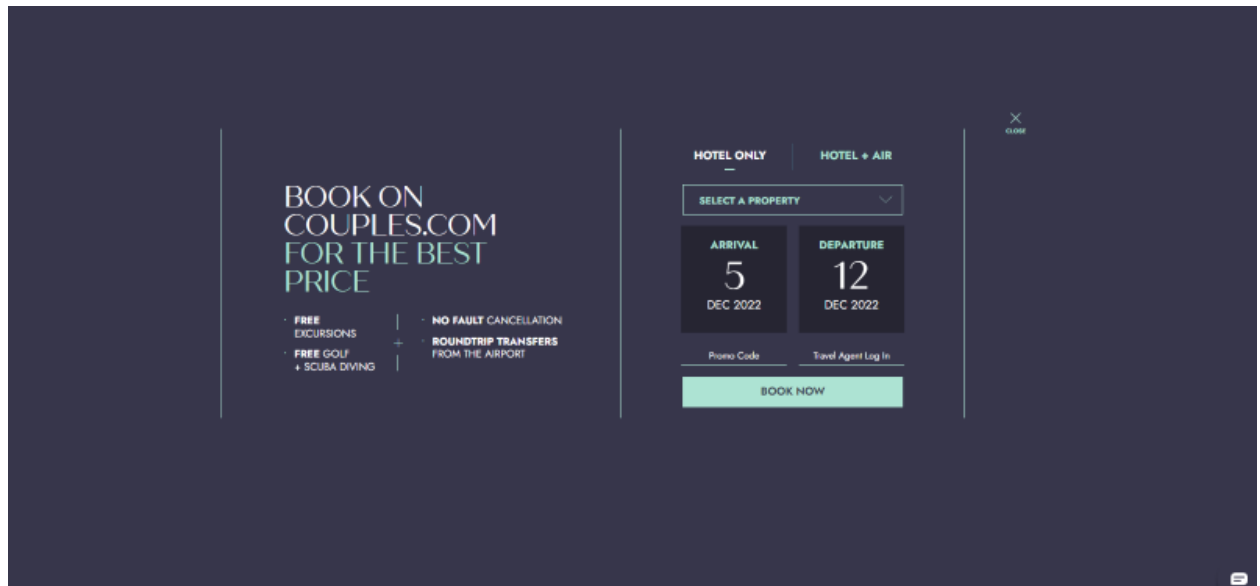 CLOSE
BOOK ON
COUPLES.COM
FOR THE BEST
PRICE
· FREE
EXCURSIONS
· FREE GOLF
+ SCUBA DIVING
+
· NO FAULT CANCELLATION
· ROUNDTRIP TRANSFERS
FROM THE AIRPORT
HOTEL ONLY
HOTEL + AIR
SELECT A PROPERTY
ARRIVAL
5
DEC 2022
DEPARTURE
12
DEC 2022
Promo Code
Travel Agent Log In
BOOK NOW